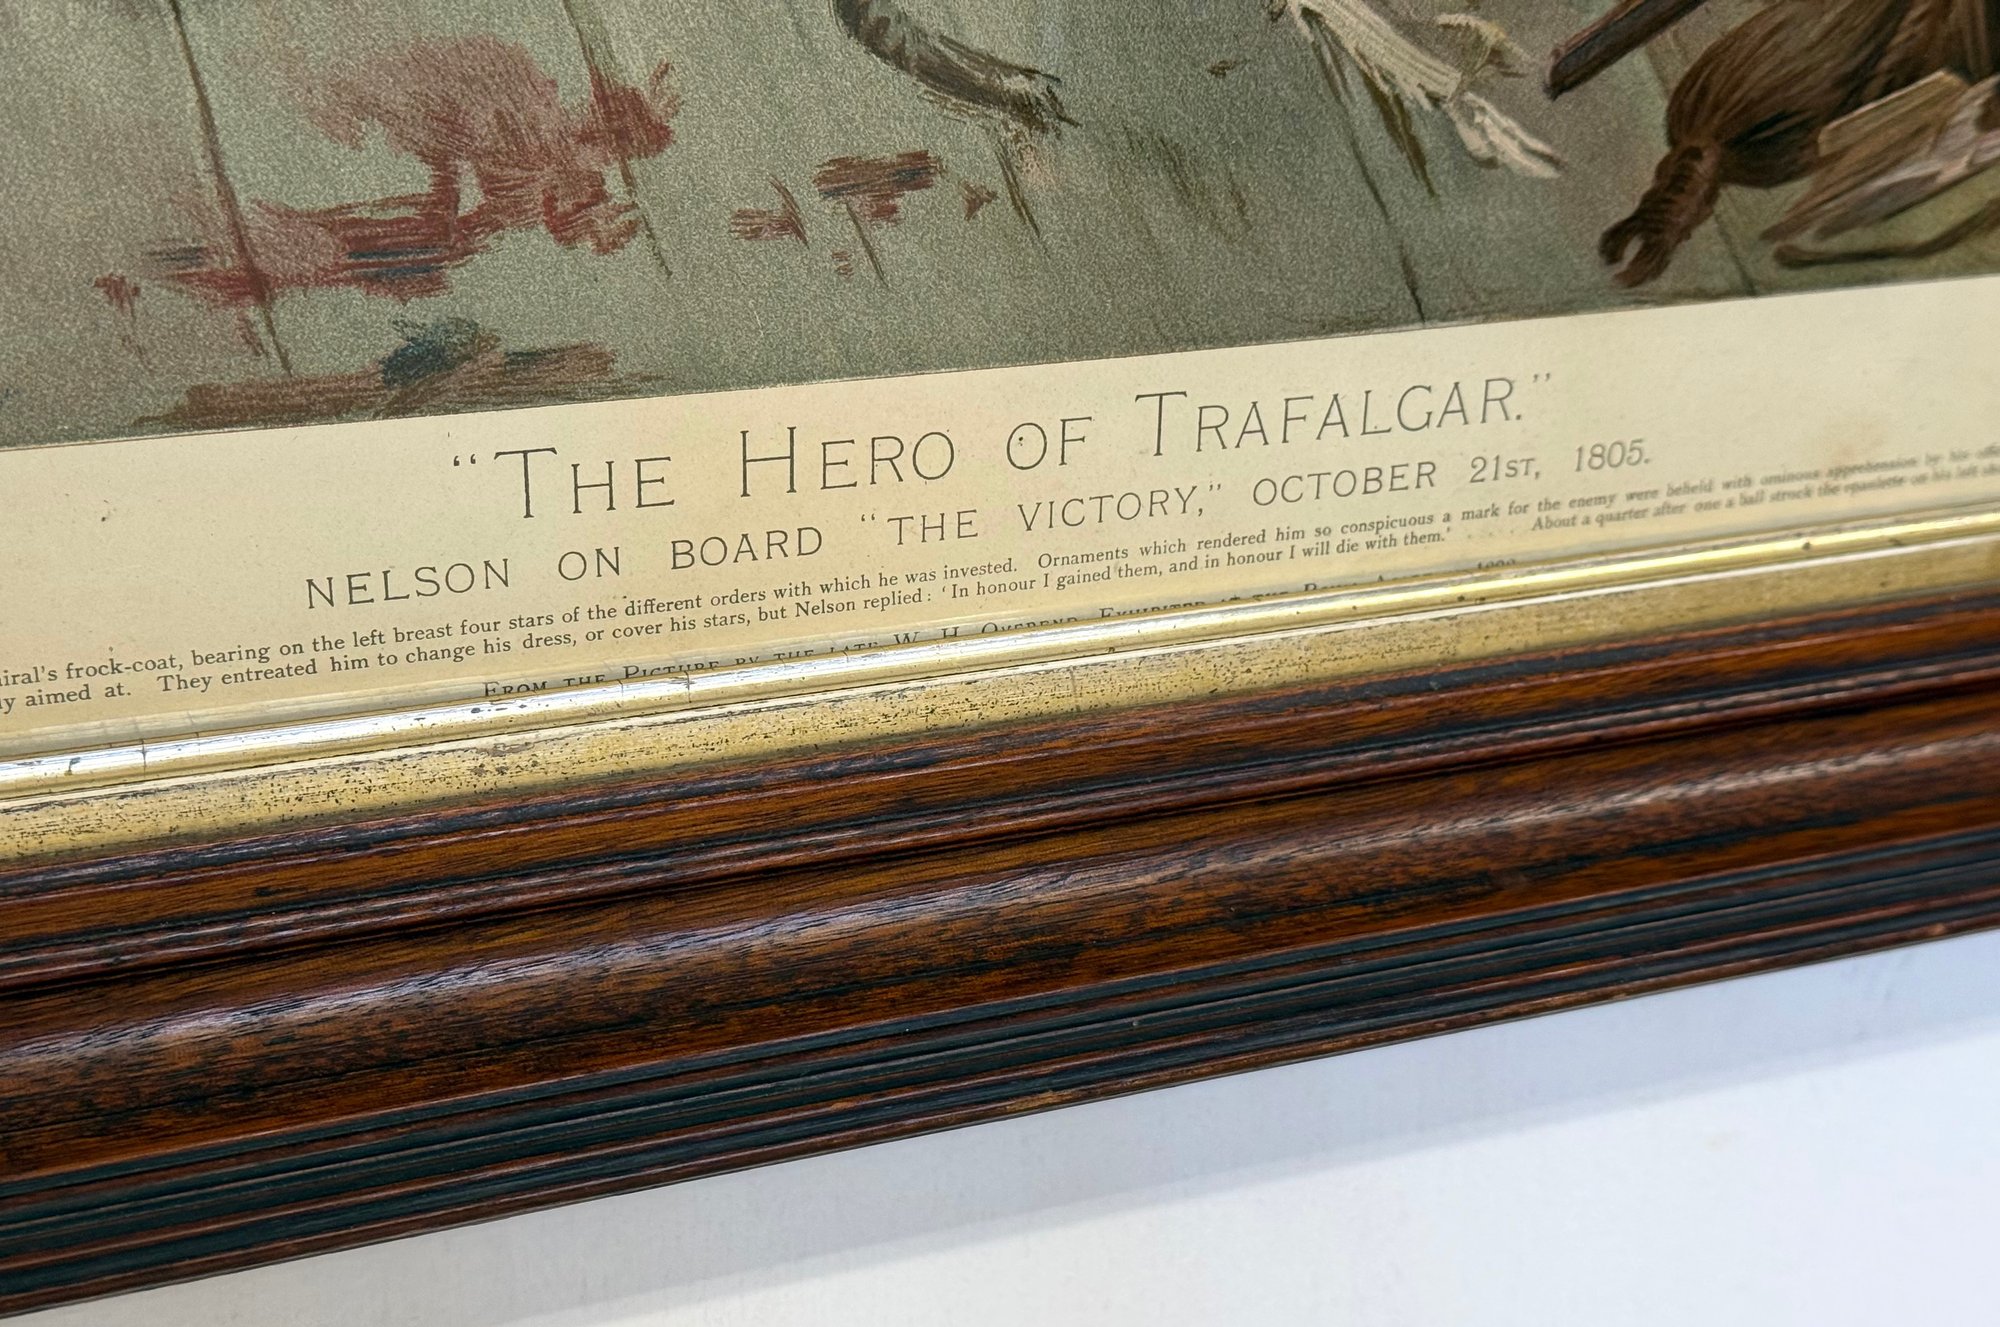 “THE HERO OF TRAFALGAR.”
NELSON ON BOARD “THE VICTORY,” OCTOBER 21ST, 1805.
iral's frock-coat, bearing on the left breast four stars of the different orders with which he was invested. Ornaments which rendered him so conspicuous a mark for the enemy were beheld with ominous apprehension by his
y aimed at. They entreated him to change his dress, or cover his stars, but Nelson replied: ‘In honour I gained them, and in honour I will die with them.’ . . . . About a quarter after one a ball struck the epaulette on his left
FROM THE PICTURE BY THE LATE W. H. OVEREND. EXHIBITED AT THE